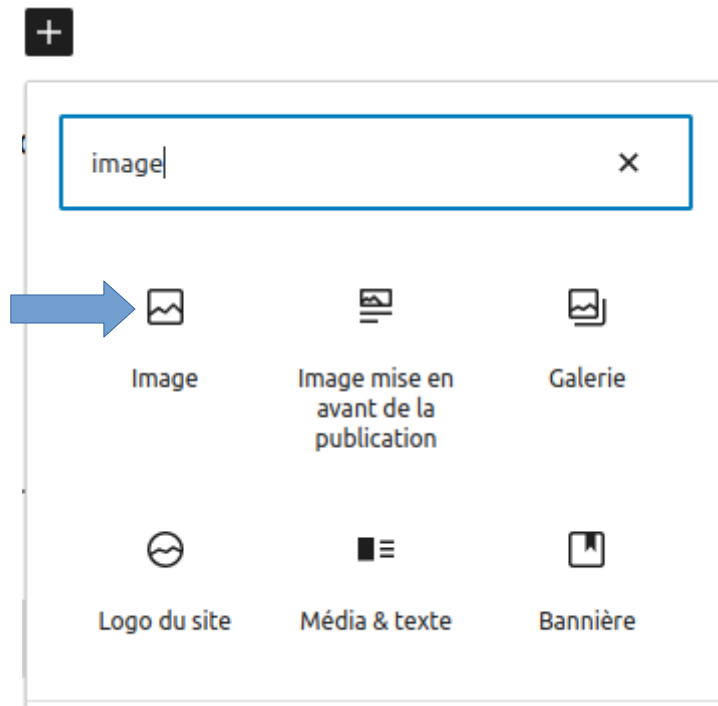 image
Image
Image mise en
avant de la
publication
Galerie
Logo du site
Média & texte
Bannière